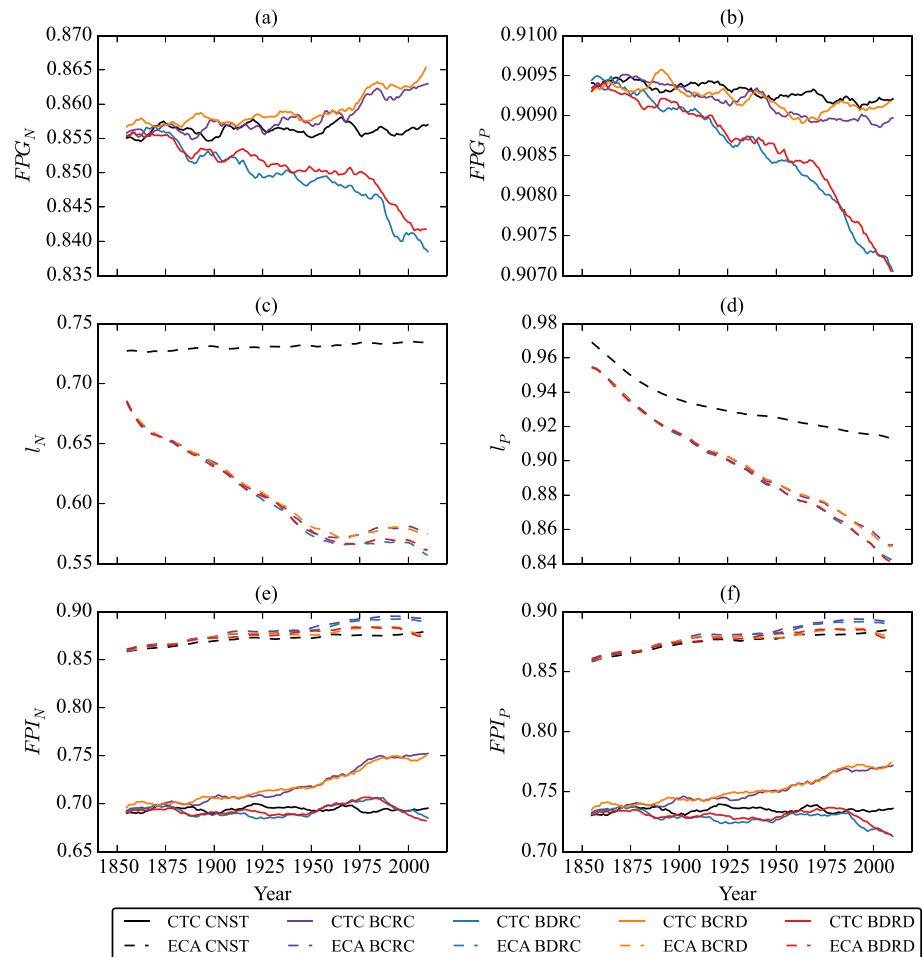 (a) (b)
0.870 0.9100
0.865 0.9095
0.860 0.9090
0.855 0.9085
0.850 0.9080
0.845 0.9075
0.840 0.9070
0.835
FPG_N FPG_P
(c) (d)
0.75 0.98
0.70 0.96
0.65 0.94
0.60 0.92
0.55 0.90
0.88
0.86
0.84
l_N l_P
(e) (f)
0.90 0.90
0.85 0.85
0.80 0.80
0.75 0.75
0.70 0.70
0.65
FPI_N FPI_P
1850 1875 1900 1925 1950 1975 2000 1850 1875 1900 1925 1950 1975 2000
Year Year
CTC CNST CTC BCRC CTC BDRC CTC BCRD CTC BDRD
ECA CNST ECA BCRC ECA BDRC ECA BCRD ECA BDRD